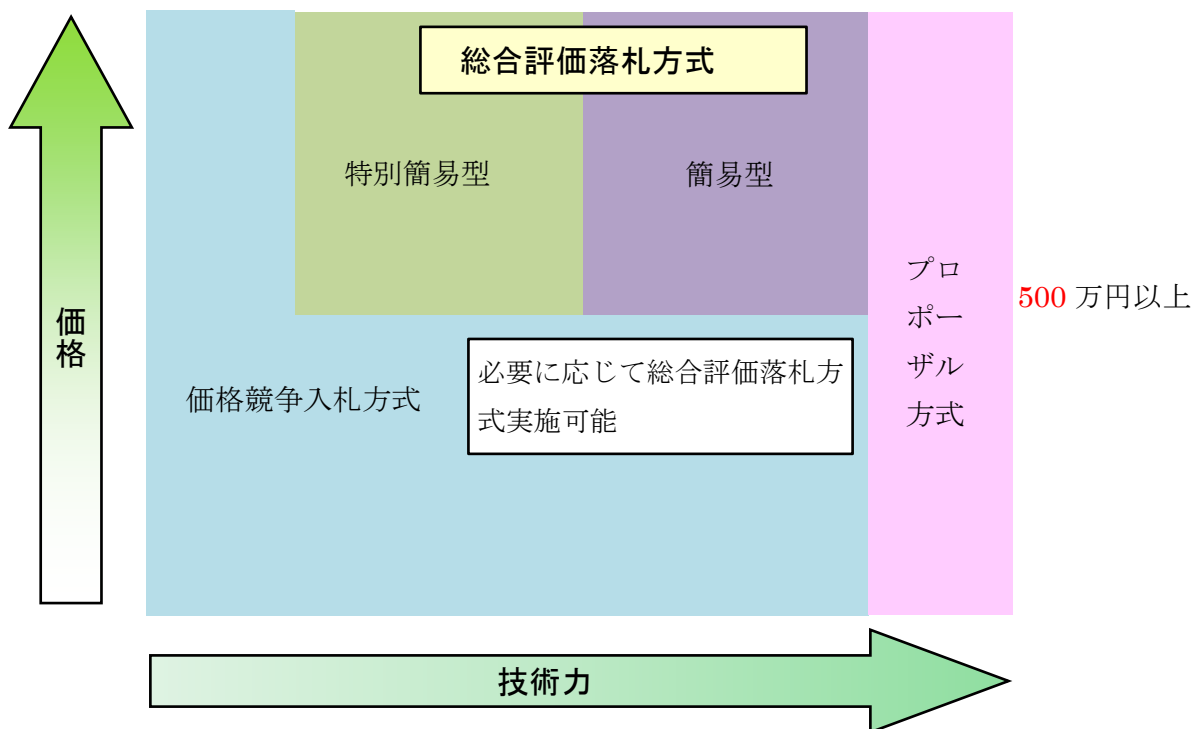 総合評価落札方式
特別簡易型
簡易型
プロ
ポー
ザル
方式
500 万円以上
価格
価格競争入札方式
必要に応じて総合評価落札方
式実施可能
技術力